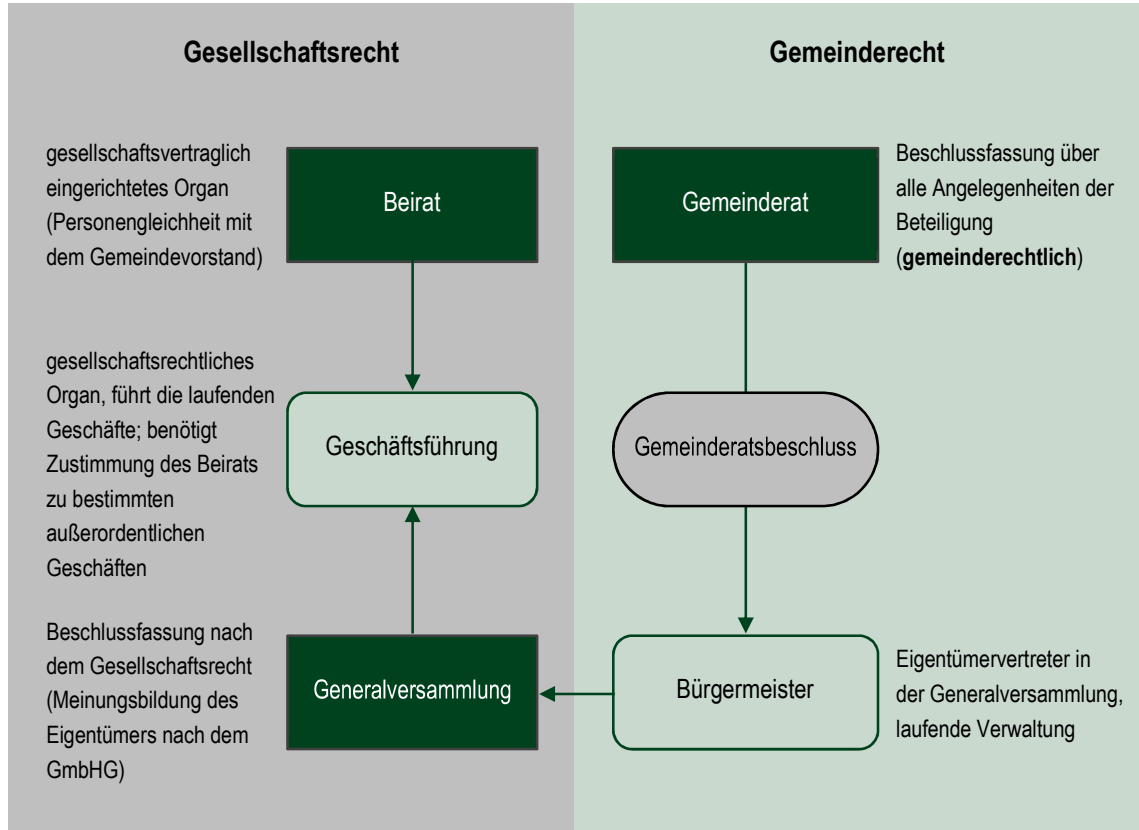 Gesellschaftsrecht
gesellschaftsvertraglich
eingerichtetes Organ
(Personengleichheit mit
dem Gemeindevorstand)
Beirat
gesellschaftsrechtliches
Organ, führt die laufenden
Geschäfte; benötigt
Zustimmung des Beirats
zu bestimmten
außerordentlichen
Geschäften
Geschäftsführung
Beschlussfassung nach
dem Gesellschaftsrecht
(Meinungsbildung des
Eigentümers nach dem
GmbHG)
Generalversammlung
Gemeinderecht
Gemeinderat
Beschlussfassung über
alle Angelegenheiten der
Beteiligung
(gemeinderechtlich)
Gemeinderatsbeschluss
Bürgermeister
Eigentümervertreter in
der Generalversammlung,
laufende Verwaltung